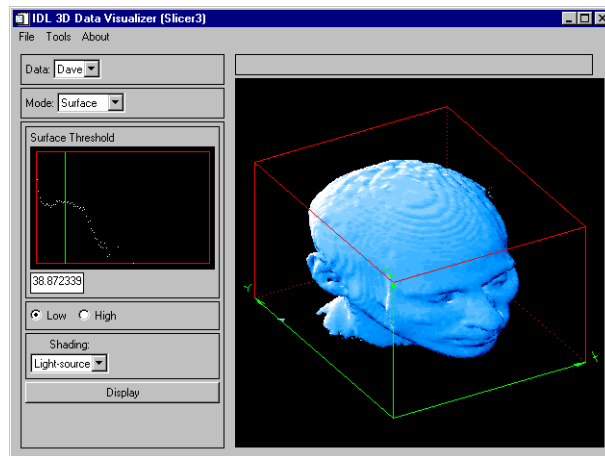 IDL 3D Data Visualizer (Slicer3)
File Tools About
Data: Dave
Mode: Surface
Surface Threshold
38.872339
Low High
Shading:
Light-source
Display
Y
X